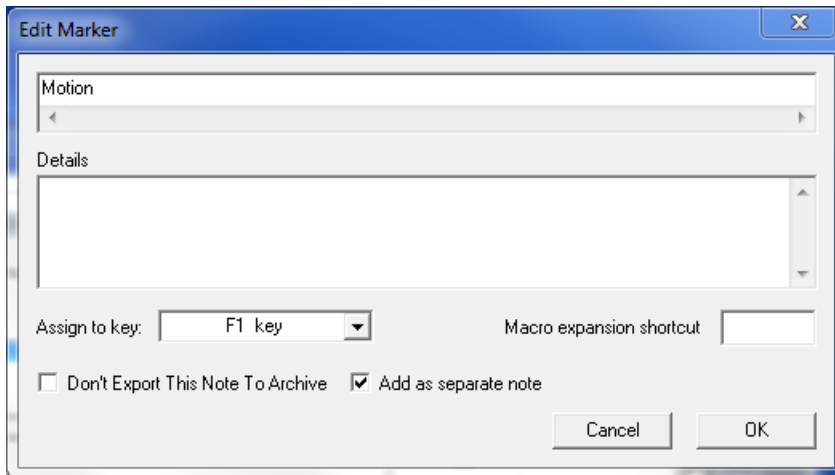 Edit Marker
Motion
Details
Assign to key: F1 key Macro expansion shortcut
Don't Export This Note To Archive Add as separate note
Cancel OK